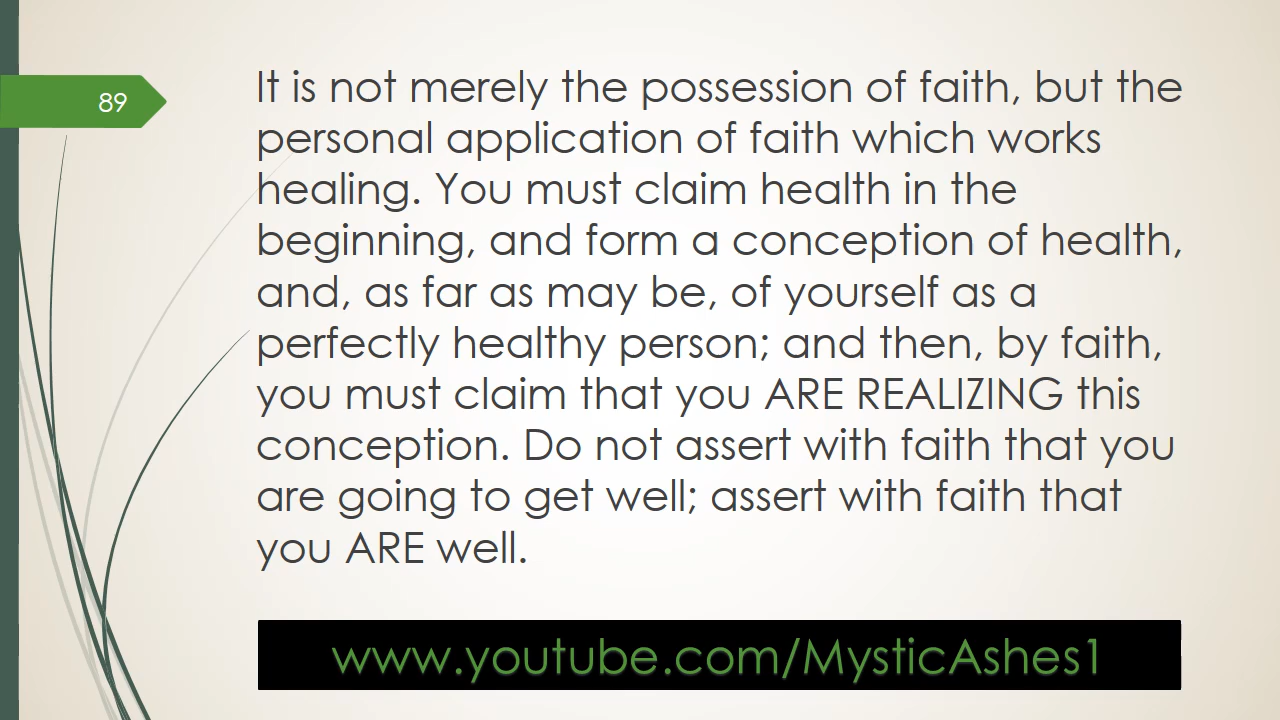 89
It is not merely the possession of faith, but the
personal application of faith which works
healing. You must claim health in the
beginning, and form a conception of health,
and, as far as may be, of yourself as a
perfectly healthy person; and then, by faith,
you must claim that you ARE REALIZING this
conception. Do not assert with faith that you
are going to get well; assert with faith that
you ARE well.
www.youtube.com/MysticAshes1